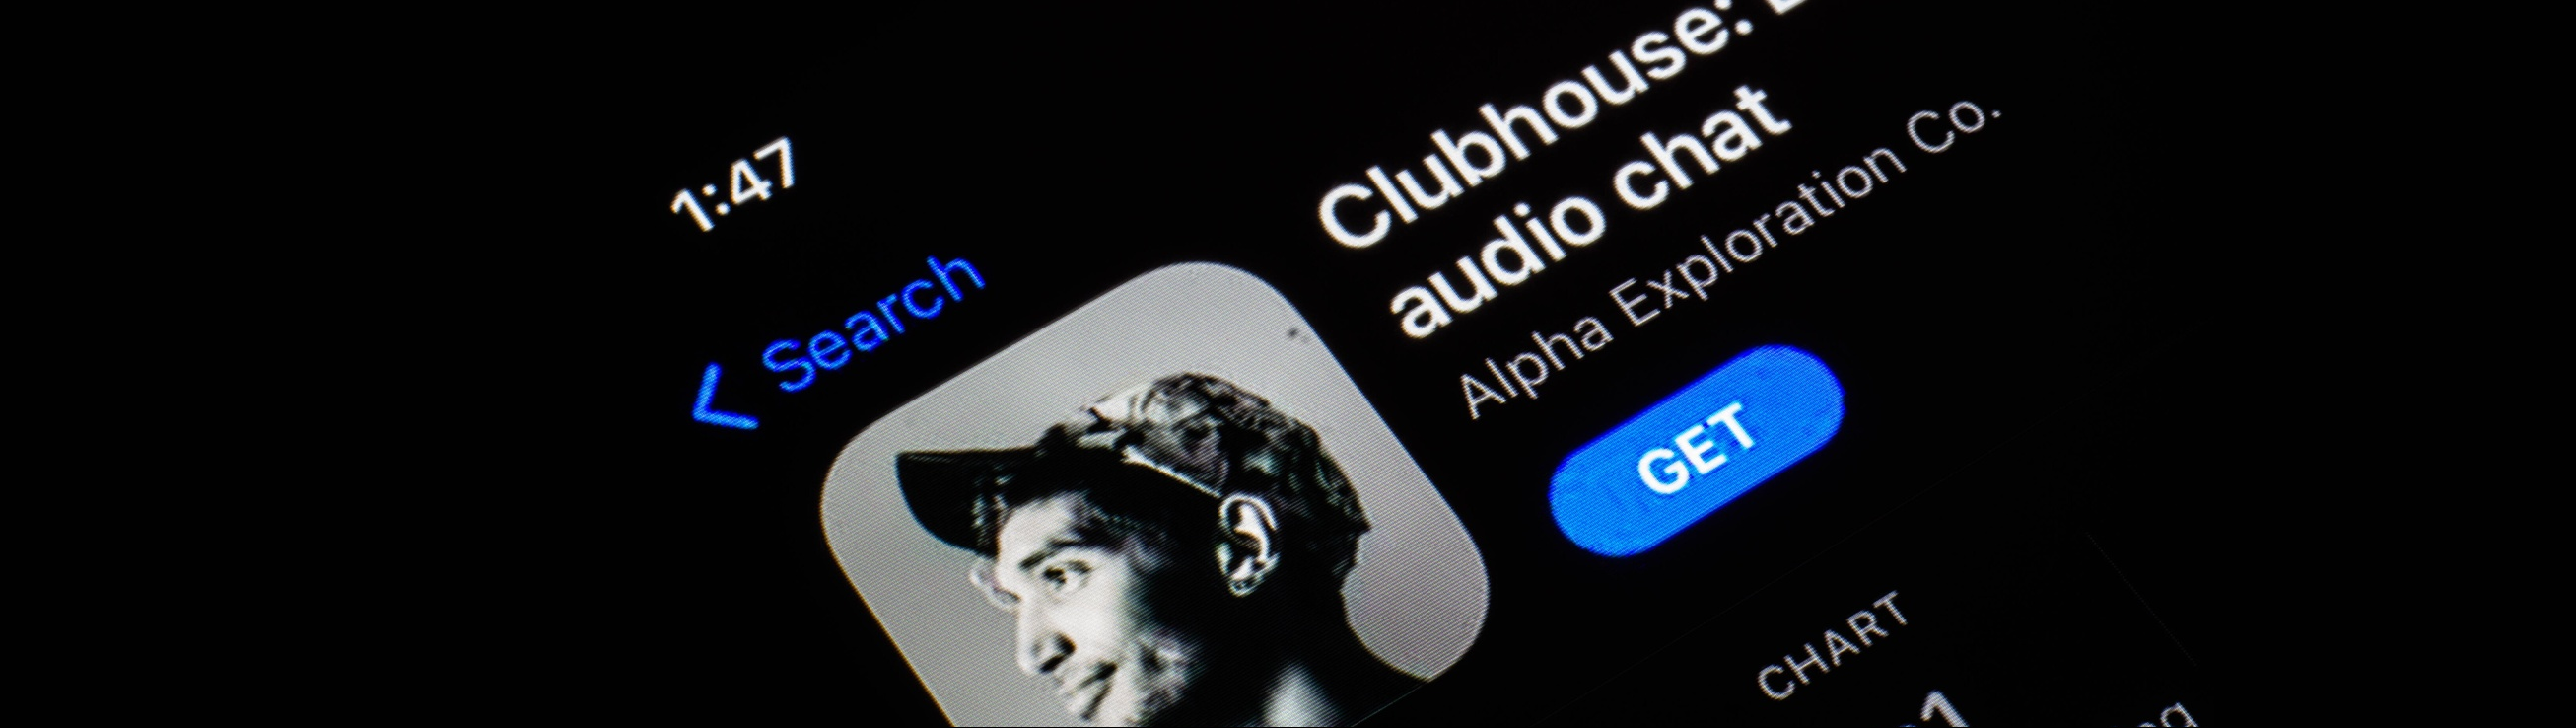 1:47
Search
Clubhouse:
audio chat
Alpha Exploration Co.
GET
CHART